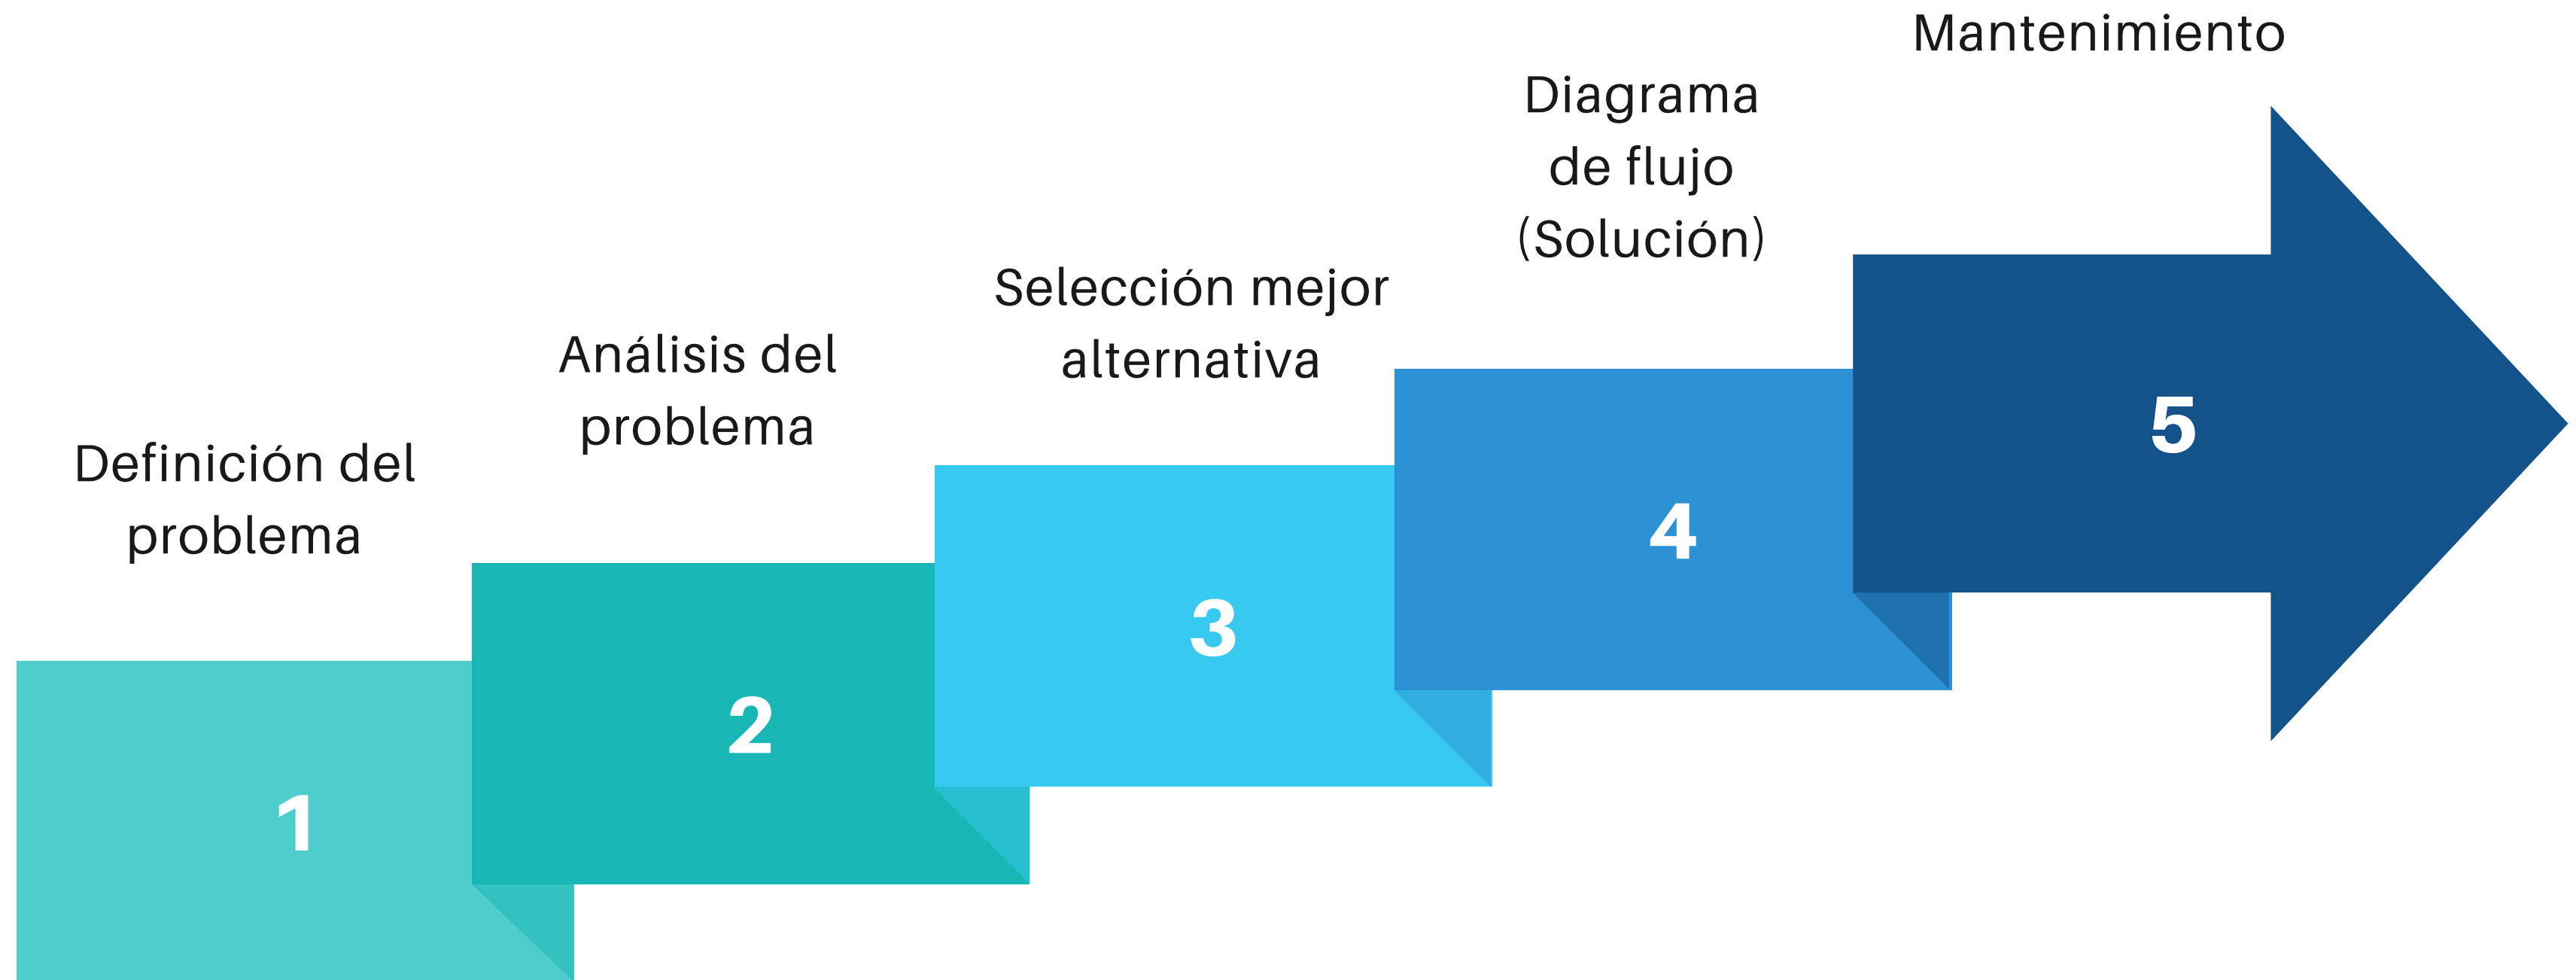 Definición del
problema
1
Análisis del
problema
2
Selección mejor
alternativa
3
Diagrama
de flujo
(Solución)
4
Mantenimiento
5